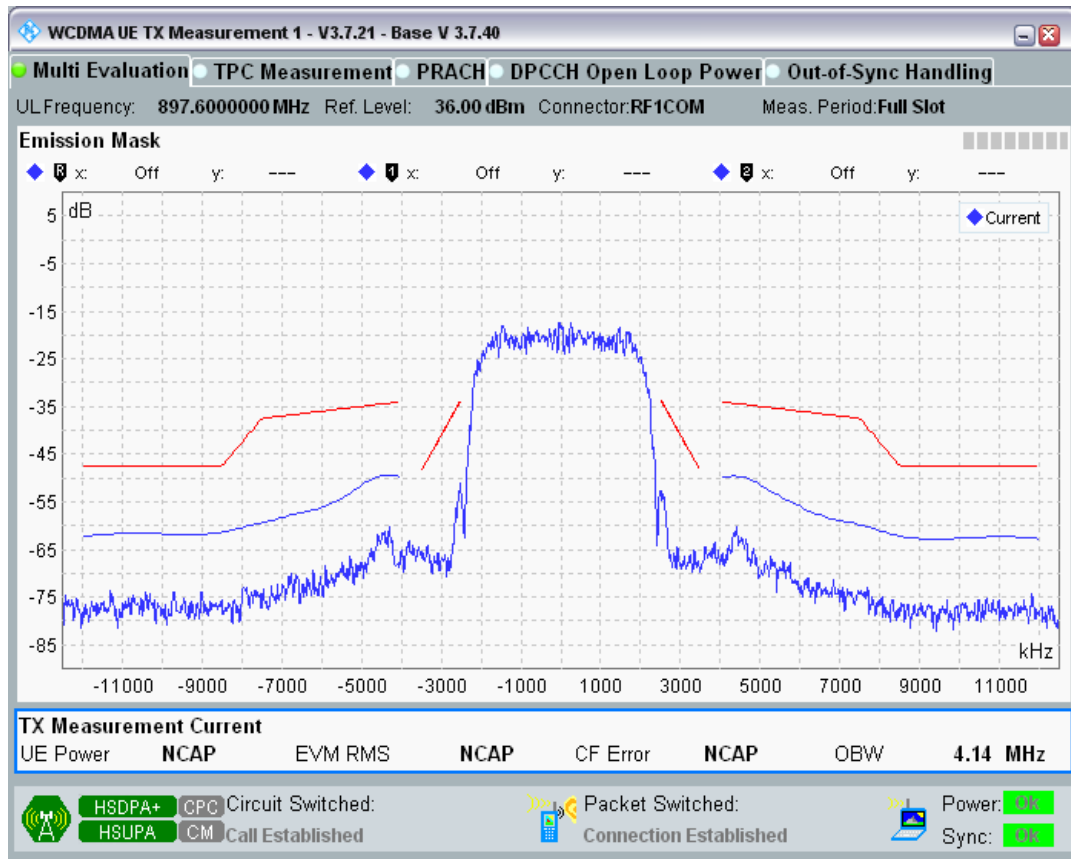 WCDMA UE TX Measurement 1 - V3.7.21 - Base V 3.7.40
Multi Evaluation TPC Measurement PRACH DPCCH Open Loop Power Out-of-Sync Handling
UL Frequency: 897.6000000 MHz Ref. Level: 36.00 dBm Connector: RF1COM Meas. Period: Full Slot
Emission Mask
R x: Off y: --- 1 x: Off y: --- 2 x: Off y: ---
dB
Current
5
-5
-15
-25
-35
-45
-55
-65
-75
-85
kHz
-11000 -9000 -7000 -5000 -3000 -1000 1000 3000 5000 7000 9000 11000
TX Measurement Current
UE Power NCAP EVM RMS NCAP CF Error NCAP OBW 4.14 MHz
HSDPA+ CPC Circuit Switched: Packet Switched: Power: Ok
HSUPA CM Call Established Connection Established Sync: Ok